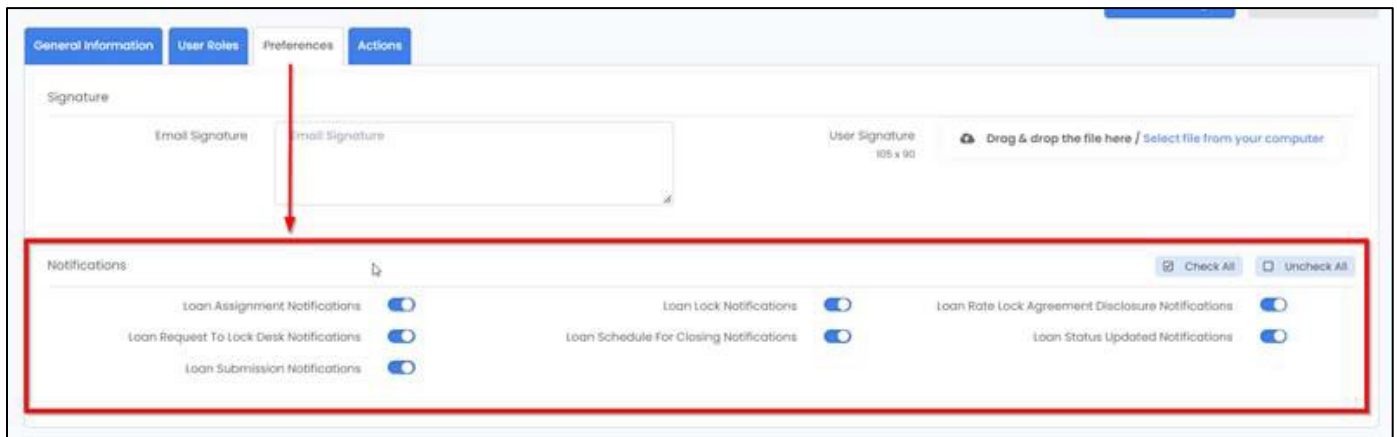 General Information User Roles Preferences Actions
Signature
Email Signature Email Signature User Signature Drag & drop the file here / Select file from your computer
105 x 90
Notifications Check All Uncheck All
Loan Assignment Notifications Loan Lock Notifications Loan Rate Lock Agreement Disclosure Notifications
Loan Request To Lock Desk Notifications Loan Schedule For Closing Notifications Loan Status Updated Notifications
Loan Submission Notifications